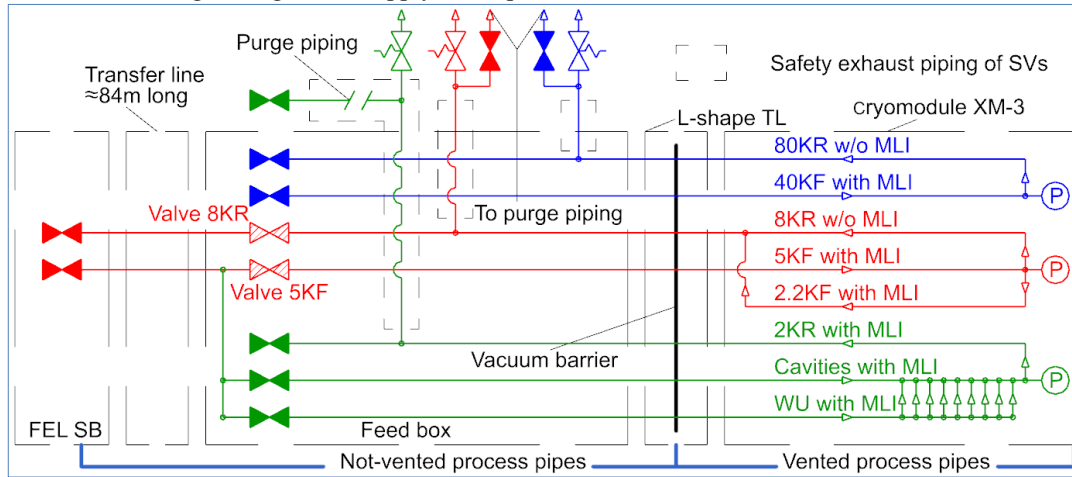 Purge piping
Transfer line
≈84m long
Safety exhaust piping of SVs
L-shape TL
Cryomodule XM-3
80KR w/o MLI
40KF with MLI
P
Valve 8KR
To purge piping
8KR w/o MLI
5KF with MLI
P
Valve 5KF
2.2KF with MLI
2KR with MLI
Vacuum barrier
Cavities with MLI
P
WU with MLI
FEL SB
Feed box
Not-vented process pipes
Vented process pipes